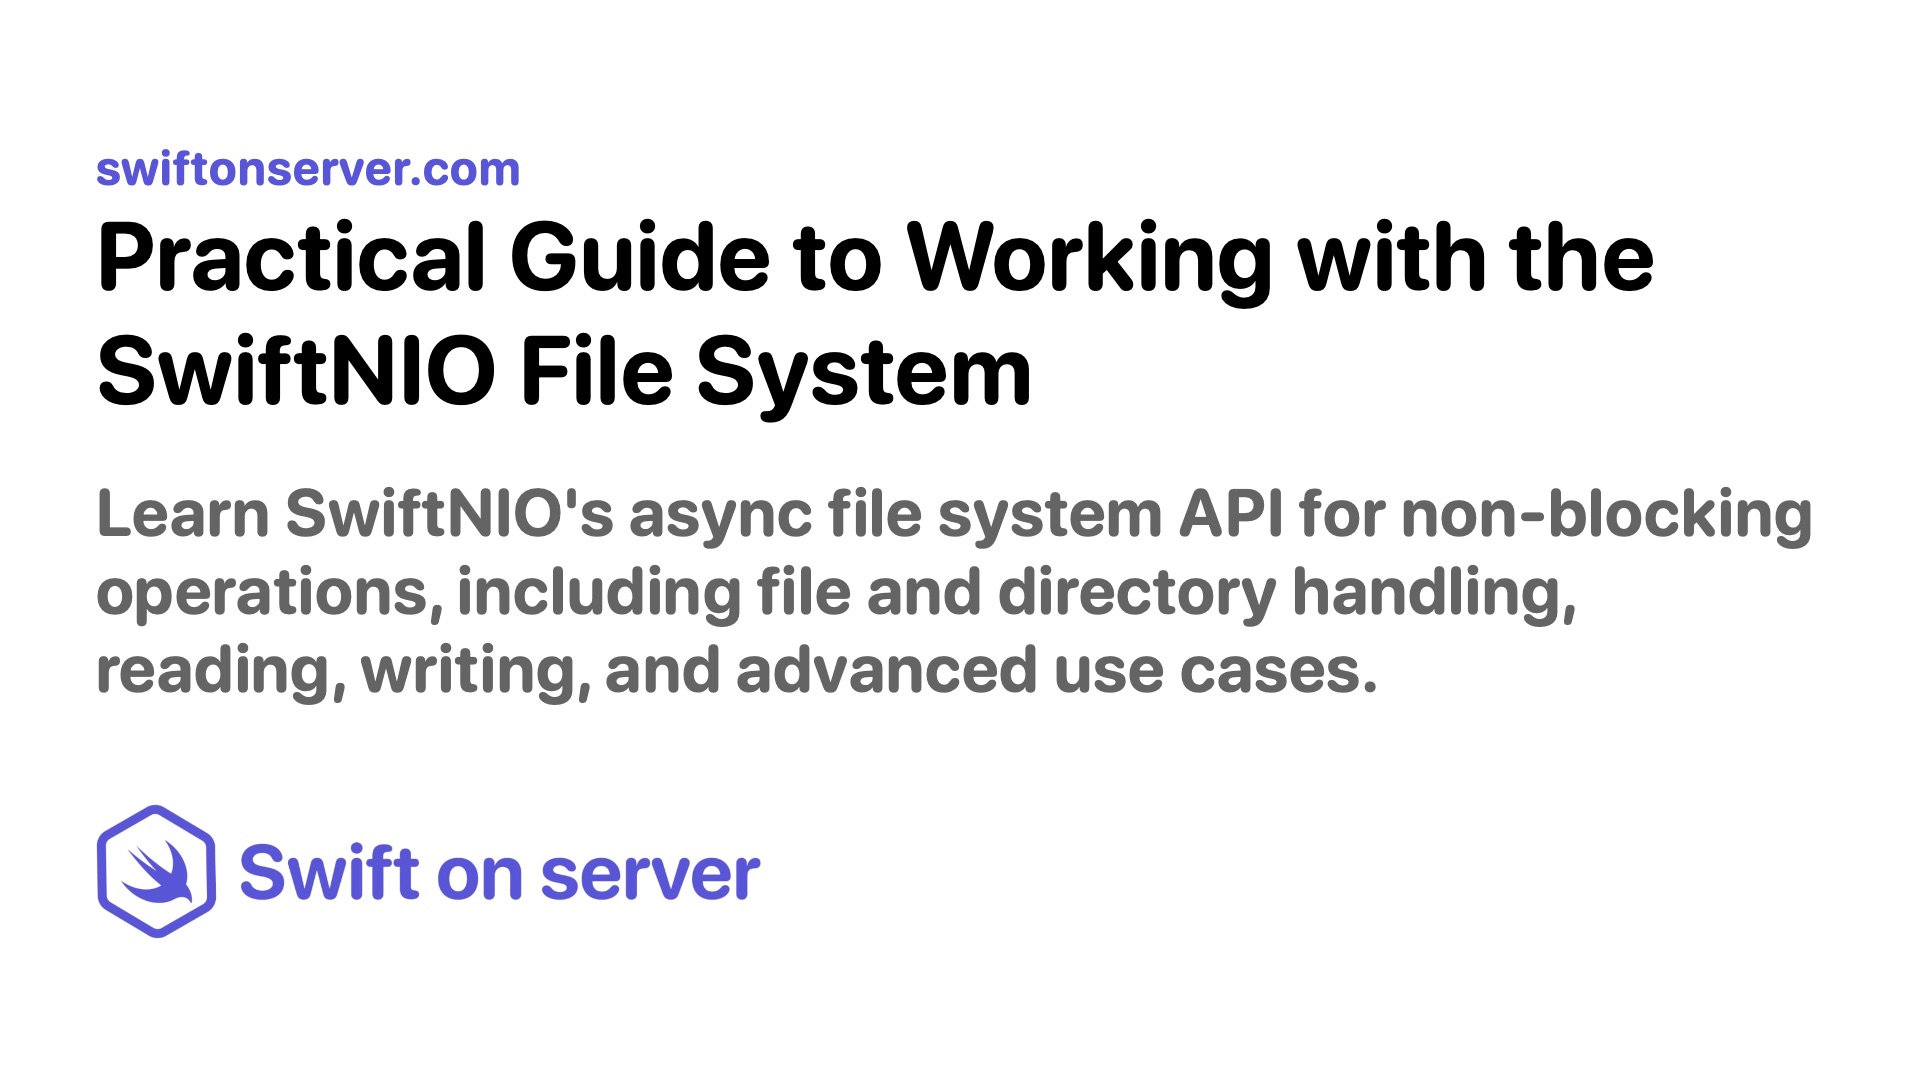 swiftonserver.com
Practical Guide to Working with the
SwiftNIO File System
Learn SwiftNIO's async file system API for non-blocking
operations, including file and directory handling,
reading, writing, and advanced use cases.
Swift on server